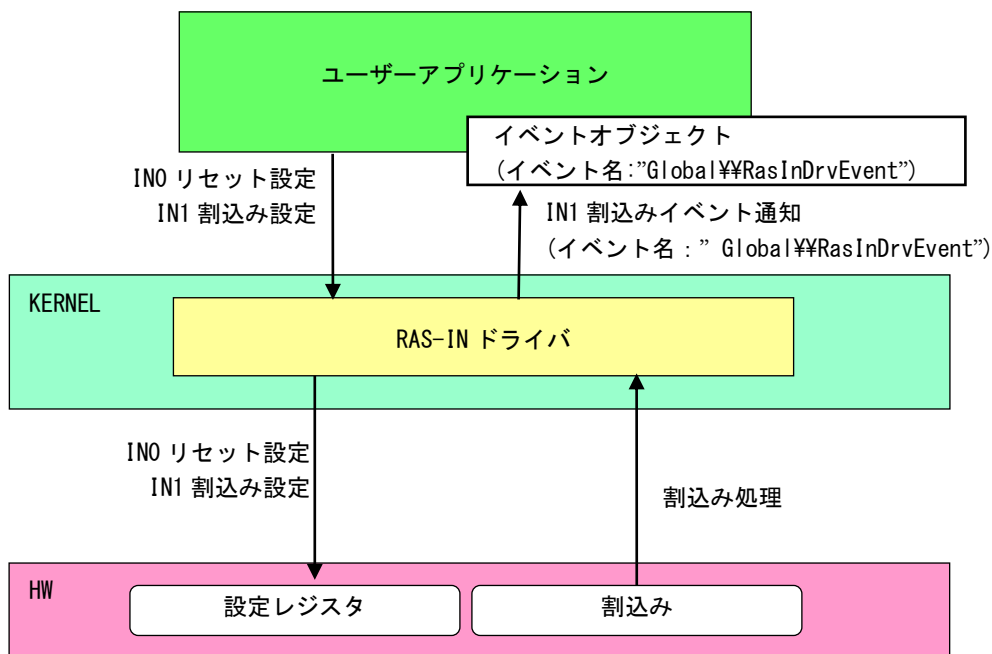 ユーザーアプリケーション
イベントオブジェクト
(イベント名:”Global¥¥RasInDrvEvent”)
IN0 リセット設定
IN1 割込み設定
IN1 割込みイベント通知
(イベント名：” Global¥¥RasInDrvEvent”)
KERNEL
RAS-IN ドライバ
IN0 リセット設定
IN1 割込み設定
割込み処理
HW
設定レジスタ
割込み